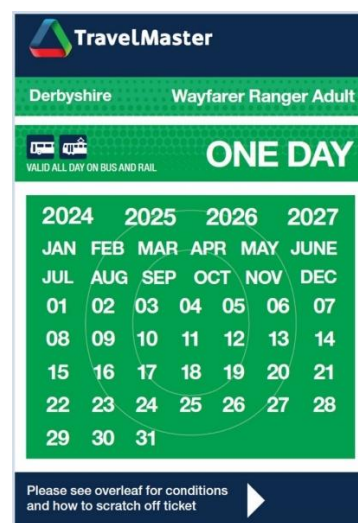 TravelMaster
Derbyshire Wayfarer Ranger Adult
ONE DAY
VALID ALL DAY ON BUS AND RAIL
2024 2025 2026 2027
JAN FEB MAR APR MAY JUNE
JUL AUG SEP OCT NOV DEC
01 02 03 04 05 06 07
08 09 10 11 12 13 14
15 16 17 18 19 20 21
22 23 24 25 26 27 28
29 30 31
Please see overleaf for conditions
and how to scratch off ticket